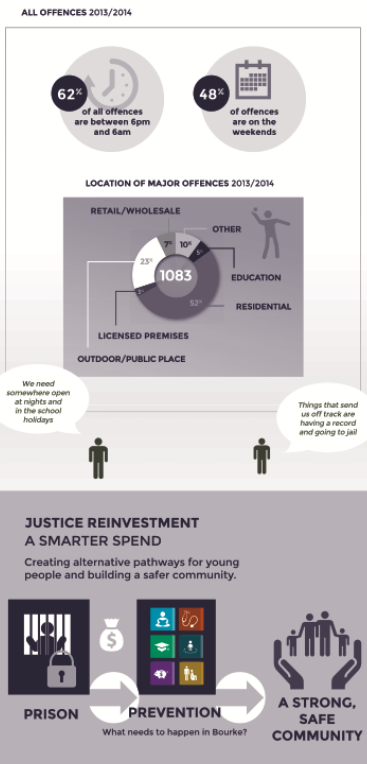 ALL OFFENCES 2013/2014
62%
of all offences
are between 6pm
and 6am
48%
of offences
are on the
weekends
LOCATION OF MAJOR OFFENCES 2013/2014
RETAIL/WHOLESALE
OTHER
7%
10%
5%
23%
1083
EDUCATION
52%
RESIDENTIAL
3%
LICENSED PREMISES
OUTDOOR/PUBLIC PLACE
We need
somewhere open
at nights and
in the school
holidays
Things that send
us off track are
having a record
and going to jail
JUSTICE REINVESTMENT
A SMARTER SPEND
Creating alternative pathways for young
people and building a safer community.
$
PRISON
PREVENTION
What needs to happen in Bourke?
A STRONG,
SAFE
COMMUNITY